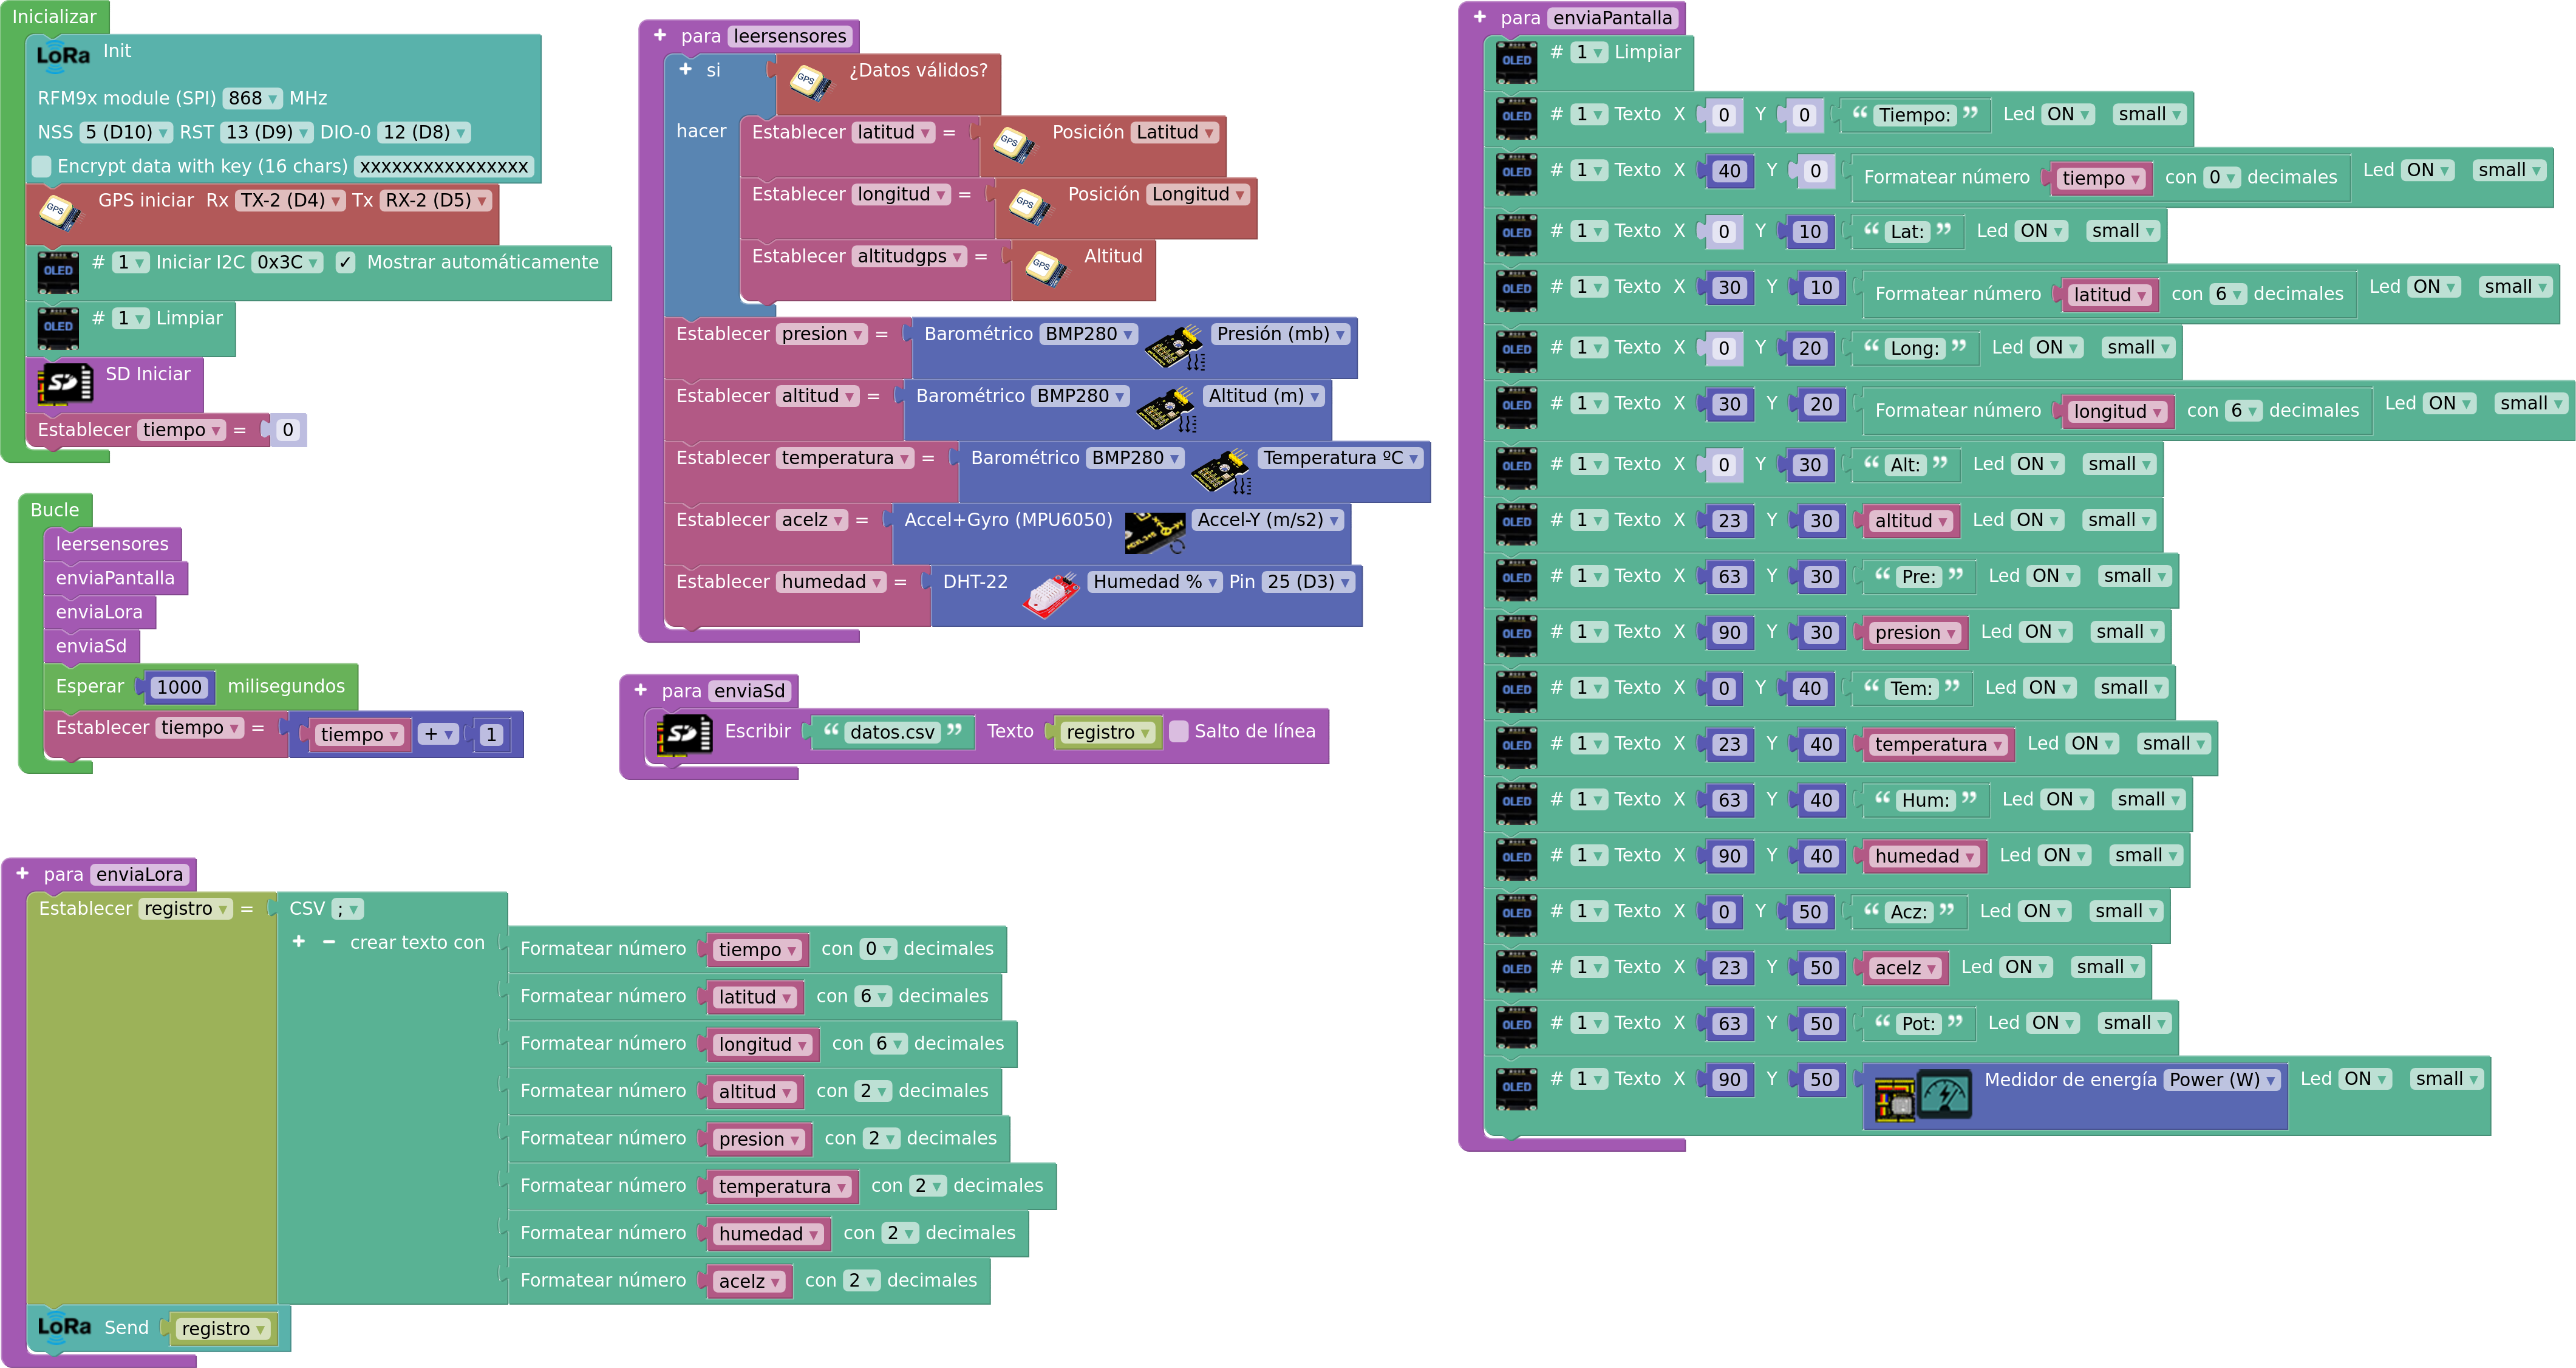 Inicializar
LoRa Init
RFM9x module (SPI) 868 ▾ MHz
NSS 5 (D10) ▾ RST 13 (D9) ▾ DIO-0 12 (D8) ▾
Encrypt data with key (16 chars) xxxxxxxxxxxxxxxx
GPS GPS iniciar Rx TX-2 (D4) ▾ Tx RX-2 (D5) ▾
OLED # 1 ▾ Iniciar I2C 0x3C ▾ ✓ Mostrar automáticamente
OLED # 1 ▾ Limpiar
SD SD Iniciar
Establecer tiempo ▾ = 0
Bucle
leersensores
enviaPantalla
enviaLora
enviaSd
Esperar 1000 milisegundos
Establecer tiempo ▾ = tiempo ▾ + ▾ 1
+ para enviaLora
Establecer registro ▾ = CSV ; ▾
+ − crear texto con
Formatear número tiempo ▾ con 0 ▾ decimales
Formatear número latitud ▾ con 6 ▾ decimales
Formatear número longitud ▾ con 6 ▾ decimales
Formatear número altitud ▾ con 2 ▾ decimales
Formatear número presion ▾ con 2 ▾ decimales
Formatear número temperatura ▾ con 2 ▾ decimales
Formatear número humedad ▾ con 2 ▾ decimales
Formatear número acelz ▾ con 2 ▾ decimales
LoRa Send registro ▾
+ para leersensores
+ si GPS ¿Datos válidos?
hacer Establecer latitud ▾ = GPS Posición Latitud ▾
Establecer longitud ▾ = GPS Posición Longitud ▾
Establecer altitudgps ▾ = GPS Altitud
Establecer presion ▾ = Barométrico BMP280 ▾ Presión (mb) ▾
Establecer altitud ▾ = Barométrico BMP280 ▾ Altitud (m) ▾
Establecer temperatura ▾ = Barométrico BMP280 ▾ Temperatura ºC ▾
Establecer acelz ▾ = Accel+Gyro (MPU6050) Accel-Y (m/s2) ▾
Establecer humedad ▾ = DHT-22 Humedad % ▾ Pin 25 (D3) ▾
+ para enviaSd
SD Escribir “ datos.csv ” Texto registro ▾ Salto de línea
+ para enviaPantalla
OLED # 1 ▾ Limpiar
OLED # 1 ▾ Texto X 0 Y 0 “ Tiempo: ” Led ON ▾ small ▾
OLED # 1 ▾ Texto X 40 Y 0 Formatear número tiempo ▾ con 0 ▾ decimales Led ON ▾ small ▾
OLED # 1 ▾ Texto X 0 Y 10 “ Lat: ” Led ON ▾ small ▾
OLED # 1 ▾ Texto X 30 Y 10 Formatear número latitud ▾ con 6 ▾ decimales Led ON ▾ small ▾
OLED # 1 ▾ Texto X 0 Y 20 “ Long: ” Led ON ▾ small ▾
OLED # 1 ▾ Texto X 30 Y 20 Formatear número longitud ▾ con 6 ▾ decimales Led ON ▾ small ▾
OLED # 1 ▾ Texto X 0 Y 30 “ Alt: ” Led ON ▾ small ▾
OLED # 1 ▾ Texto X 23 Y 30 altitud ▾ Led ON ▾ small ▾
OLED # 1 ▾ Texto X 63 Y 30 “ Pre: ” Led ON ▾ small ▾
OLED # 1 ▾ Texto X 90 Y 30 presion ▾ Led ON ▾ small ▾
OLED # 1 ▾ Texto X 0 Y 40 “ Tem: ” Led ON ▾ small ▾
OLED # 1 ▾ Texto X 23 Y 40 temperatura ▾ Led ON ▾ small ▾
OLED # 1 ▾ Texto X 63 Y 40 “ Hum: ” Led ON ▾ small ▾
OLED # 1 ▾ Texto X 90 Y 40 humedad ▾ Led ON ▾ small ▾
OLED # 1 ▾ Texto X 0 Y 50 “ Acz: ” Led ON ▾ small ▾
OLED # 1 ▾ Texto X 23 Y 50 acelz ▾ Led ON ▾ small ▾
OLED # 1 ▾ Texto X 63 Y 50 “ Pot: ” Led ON ▾ small ▾
OLED # 1 ▾ Texto X 90 Y 50 Medidor de energía Power (W) ▾ Led ON ▾ small ▾